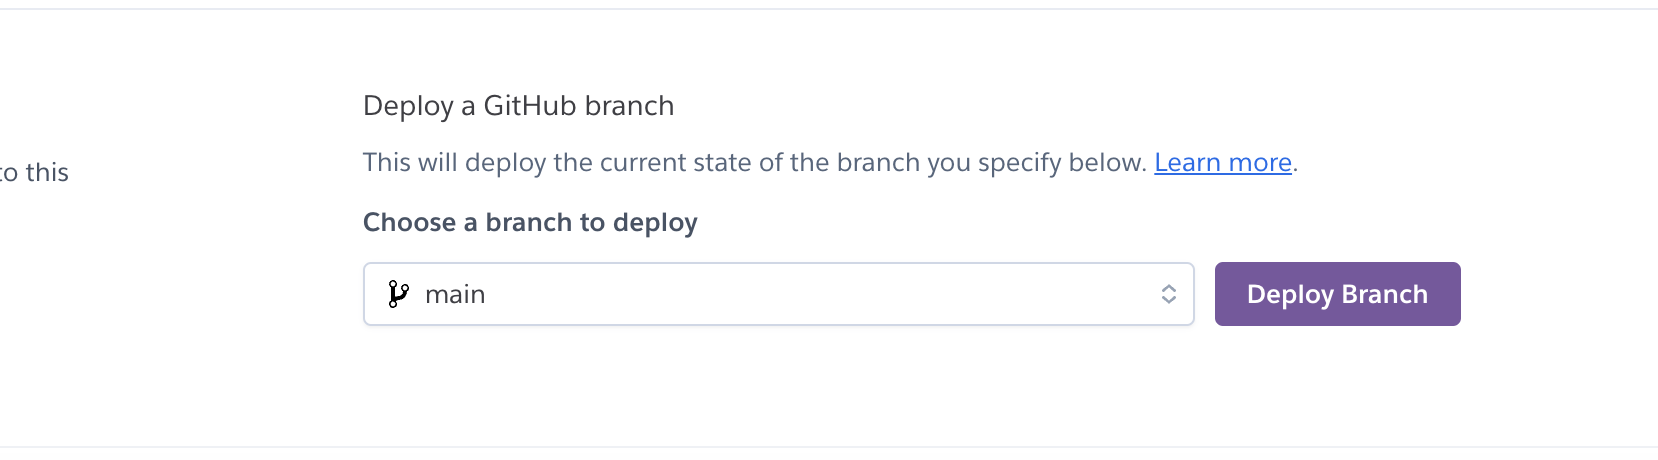 Deploy a GitHub branch
This will deploy the current state of the branch you specify below. Learn more.
to this
Choose a branch to deploy
main
Deploy Branch